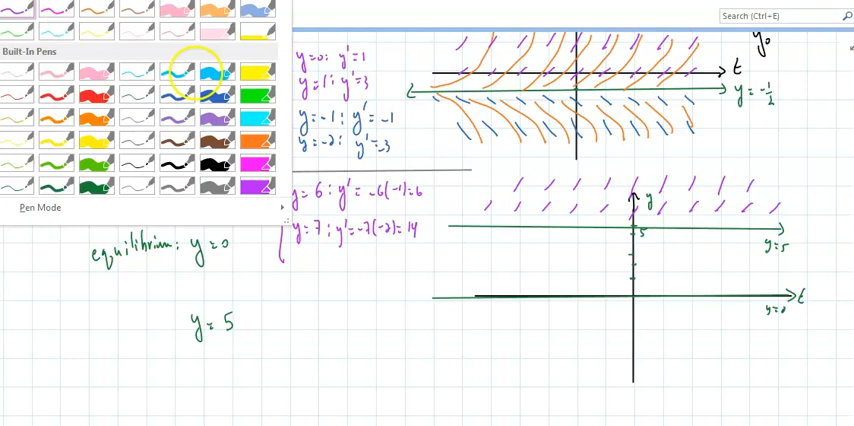 Search (Ctrl+E)
Built-In Pens
Pen Mode
y=0: y'=1
y=1: y'=3
y=-1: y'=-1
y=-2: y'=-3
y₀
t
y=-1/2
y=6: y'=-6(-1)=6
y=7: y'=-7(-2)=14
equilibrium: y=0
y=5
y
5
y=5
t
y=0